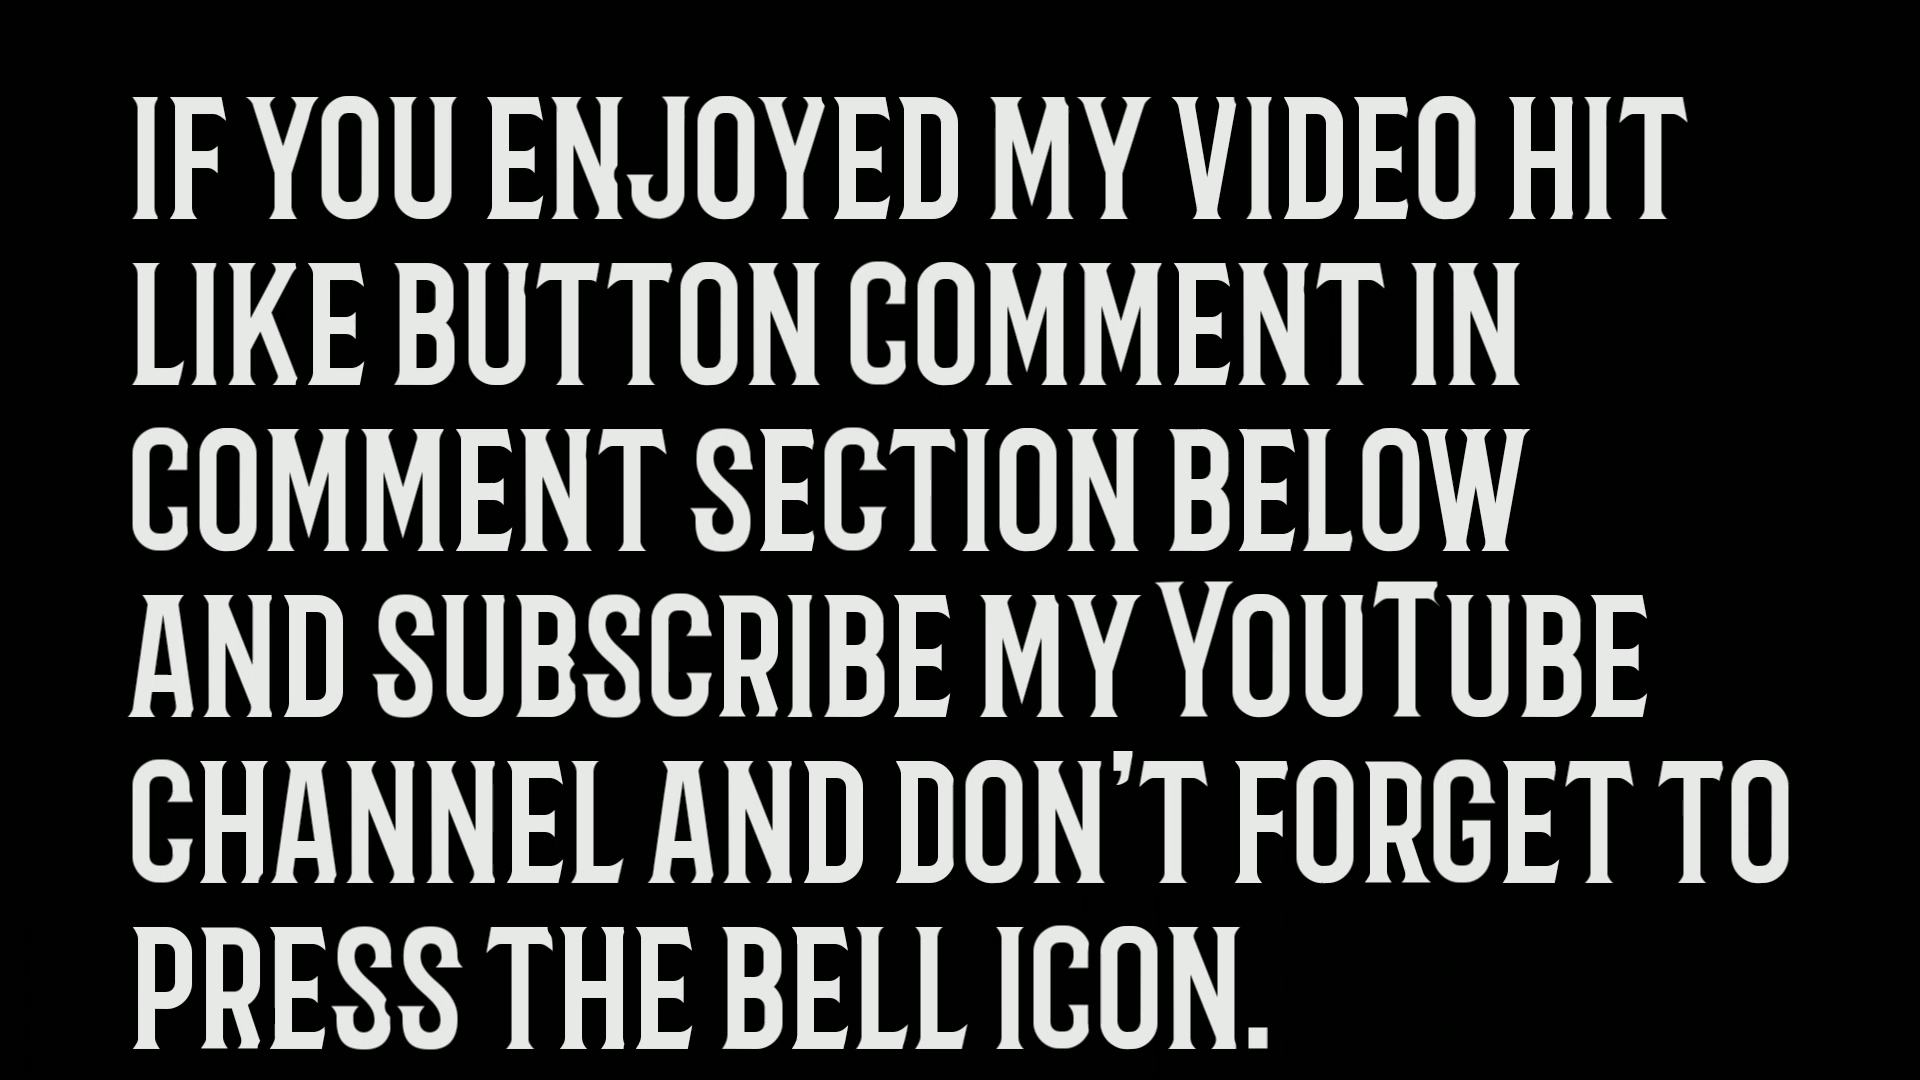 IF YOU ENJOYED MY VIDEO HIT
LIKE BUTTON COMMENT IN
COMMENT SECTION BELOW
AND SUBSCRIBE MY YOUTUBE
CHANNEL AND DON'T FORGET TO
PRESS THE BELL ICON.